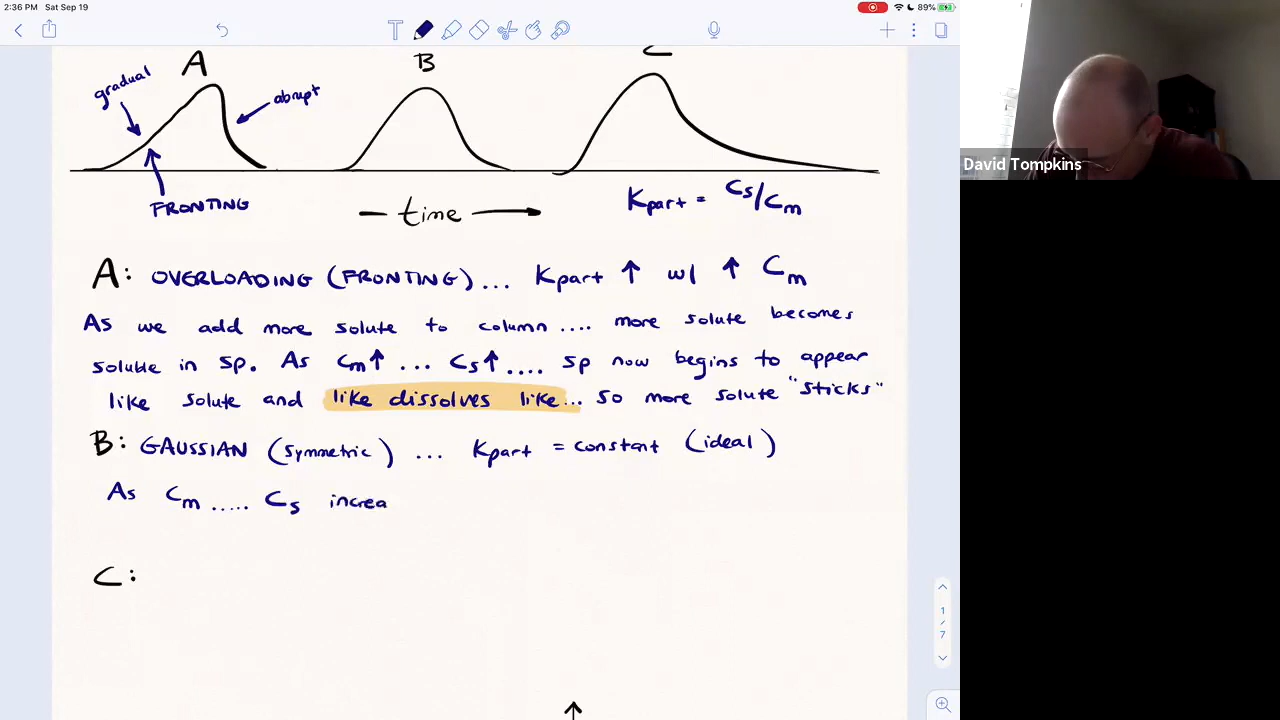 2:36 PM Sat Sep 19
89%
A
B
C
gradual
abrupt
FRONTING
time
Kpart = Cs/Cm
David Tompkins
A: OVERLOADING (FRONTING)... Kpart ↑ w/ ↑ Cm
As we add more solute to column .... more solute becomes
soluble in sp. As Cm↑ ... Cs↑ .... sp now begins to appear
like solute and like dissolves like... so more solute "sticks"
B: GAUSSIAN (symmetric) ... Kpart = constant (ideal)
As Cm ..... Cs increa
C:
1
/
7